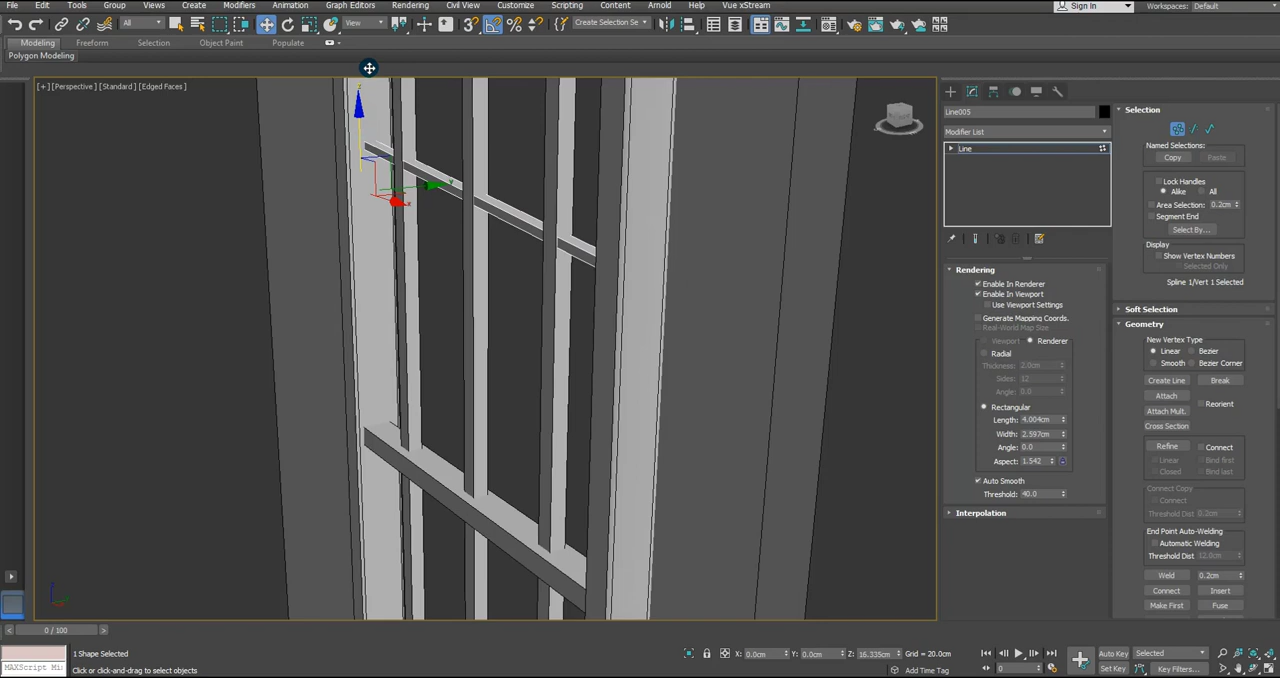 Edit Tools Group Views Create Modifiers Animation Graph Editors Rendering Civil View Customize Scripting Content Arnold Help Vue xStream Sign In Workspaces: Default
All View Create Selection Se
Modeling Freeform Selection Object Paint Populate
Polygon Modeling
[+] [Perspective] [Standard] [Edged Faces]
Line005
Modifier List
Line
Rendering
Enable In Renderer
Enable In Viewport
Use Viewport Settings
Generate Mapping Coords.
Real-World Map Size
Viewport Renderer
Radial
Thickness: 2.0cm
Sides: 12
Angle: 0.0
Rectangular
Length: 4.004cm
Width: 2.597cm
Angle: 0.0
Aspect: 1.542
Auto Smooth
Threshold: 40.0
Interpolation
Selection
Named Selections:
Copy Paste
Lock Handles
Alike All
Area Selection: 0.2cm
Segment End
Select By...
Display
Show Vertex Numbers
Selected Only
Spline 1/Vert 1 Selected
Soft Selection
Geometry
New Vertex Type
Linear Bezier
Smooth Bezier Corner
Create Line Break
Attach
Reorient
Attach Mult.
Cross Section
Refine Connect
Linear Bind first
Closed Bind last
Connect Copy
Connect
Threshold Dist 0.2cm
End Point Auto-Welding
Automatic Welding
Threshold Dist 12.0cm
Weld 0.2cm
Connect Insert
Make First Fuse
x
y
z
0 / 100
MAXScript Mi
1 Shape Selected
Click or click-and-drag to select objects
X: 0.0cm Y: 0.0cm Z: 16.335cm Grid = 20.0cm
Add Time Tag
Auto Key Selected
Set Key Key Filters...
0